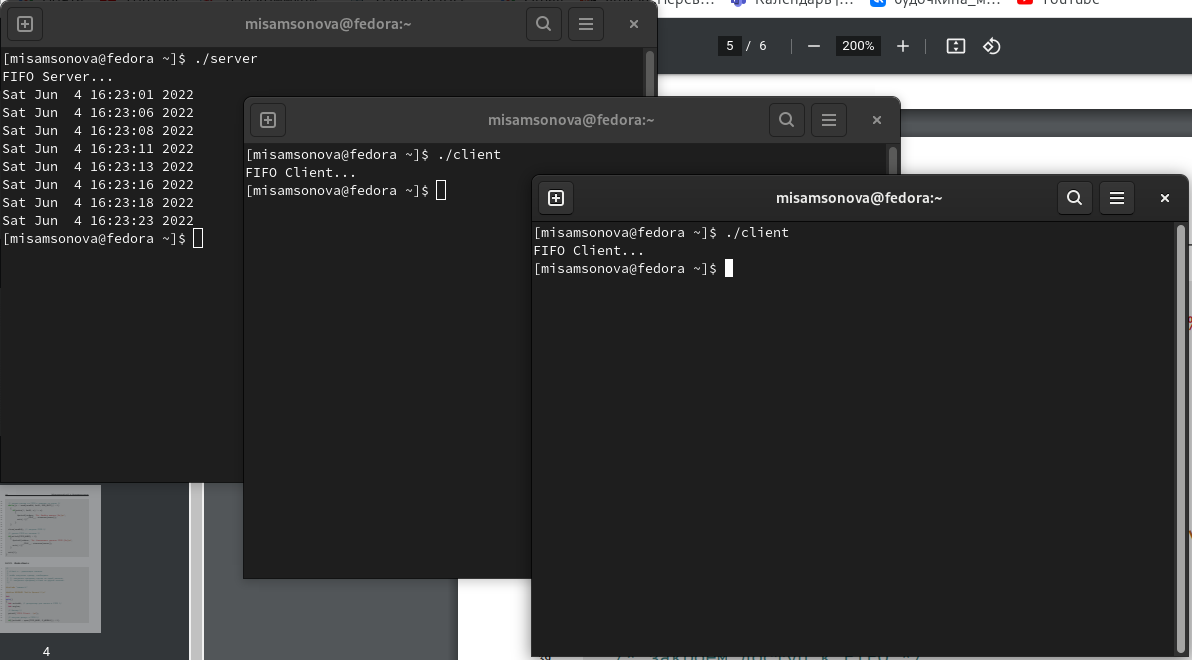 Календарь |...
YouTube
5 / 6
200%
misamsonova@fedora:~
[misamsonova@fedora ~]$ ./server
FIFO Server...
Sat Jun  4 16:23:01 2022
Sat Jun  4 16:23:06 2022
Sat Jun  4 16:23:08 2022
Sat Jun  4 16:23:11 2022
Sat Jun  4 16:23:13 2022
Sat Jun  4 16:23:16 2022
Sat Jun  4 16:23:18 2022
Sat Jun  4 16:23:23 2022
[misamsonova@fedora ~]$
misamsonova@fedora:~
[misamsonova@fedora ~]$ ./client
FIFO Client...
[misamsonova@fedora ~]$
misamsonova@fedora:~
[misamsonova@fedora ~]$ ./client
FIFO Client...
[misamsonova@fedora ~]$
4